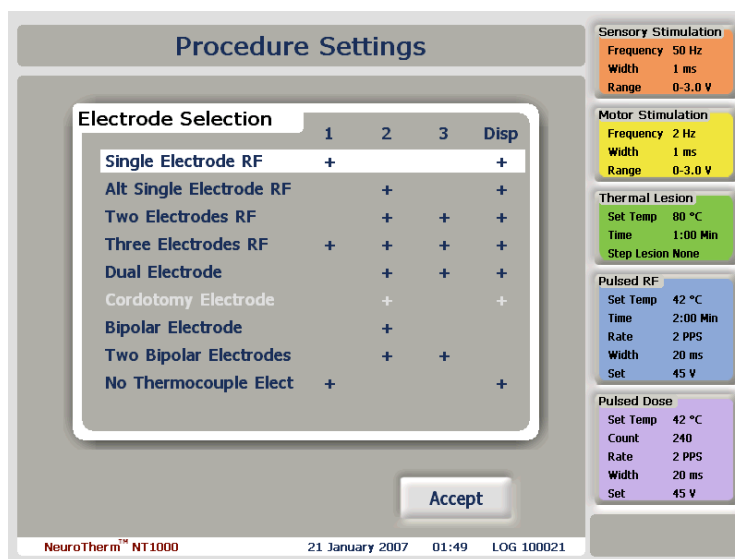 Procedure Settings
Electrode Selection
1 2 3 Disp
Single Electrode RF + +
Alt Single Electrode RF + +
Two Electrodes RF + + +
Three Electrodes RF + + + +
Dual Electrode + + +
Cordotomy Electrode + +
Bipolar Electrode +
Two Bipolar Electrodes + +
No Thermocouple Elect + +
Accept
NeuroTherm™ NT1000 21 January 2007 01:49 LOG 100021
Sensory Stimulation
Frequency 50 Hz
Width 1 ms
Range 0-3.0 V
Motor Stimulation
Frequency 2 Hz
Width 1 ms
Range 0-3.0 V
Thermal Lesion
Set Temp 80 °C
Time 1:00 Min
Step Lesion None
Pulsed RF
Set Temp 42 °C
Time 2:00 Min
Rate 2 PPS
Width 20 ms
Set 45 V
Pulsed Dose
Set Temp 42 °C
Count 240
Rate 2 PPS
Width 20 ms
Set 45 V